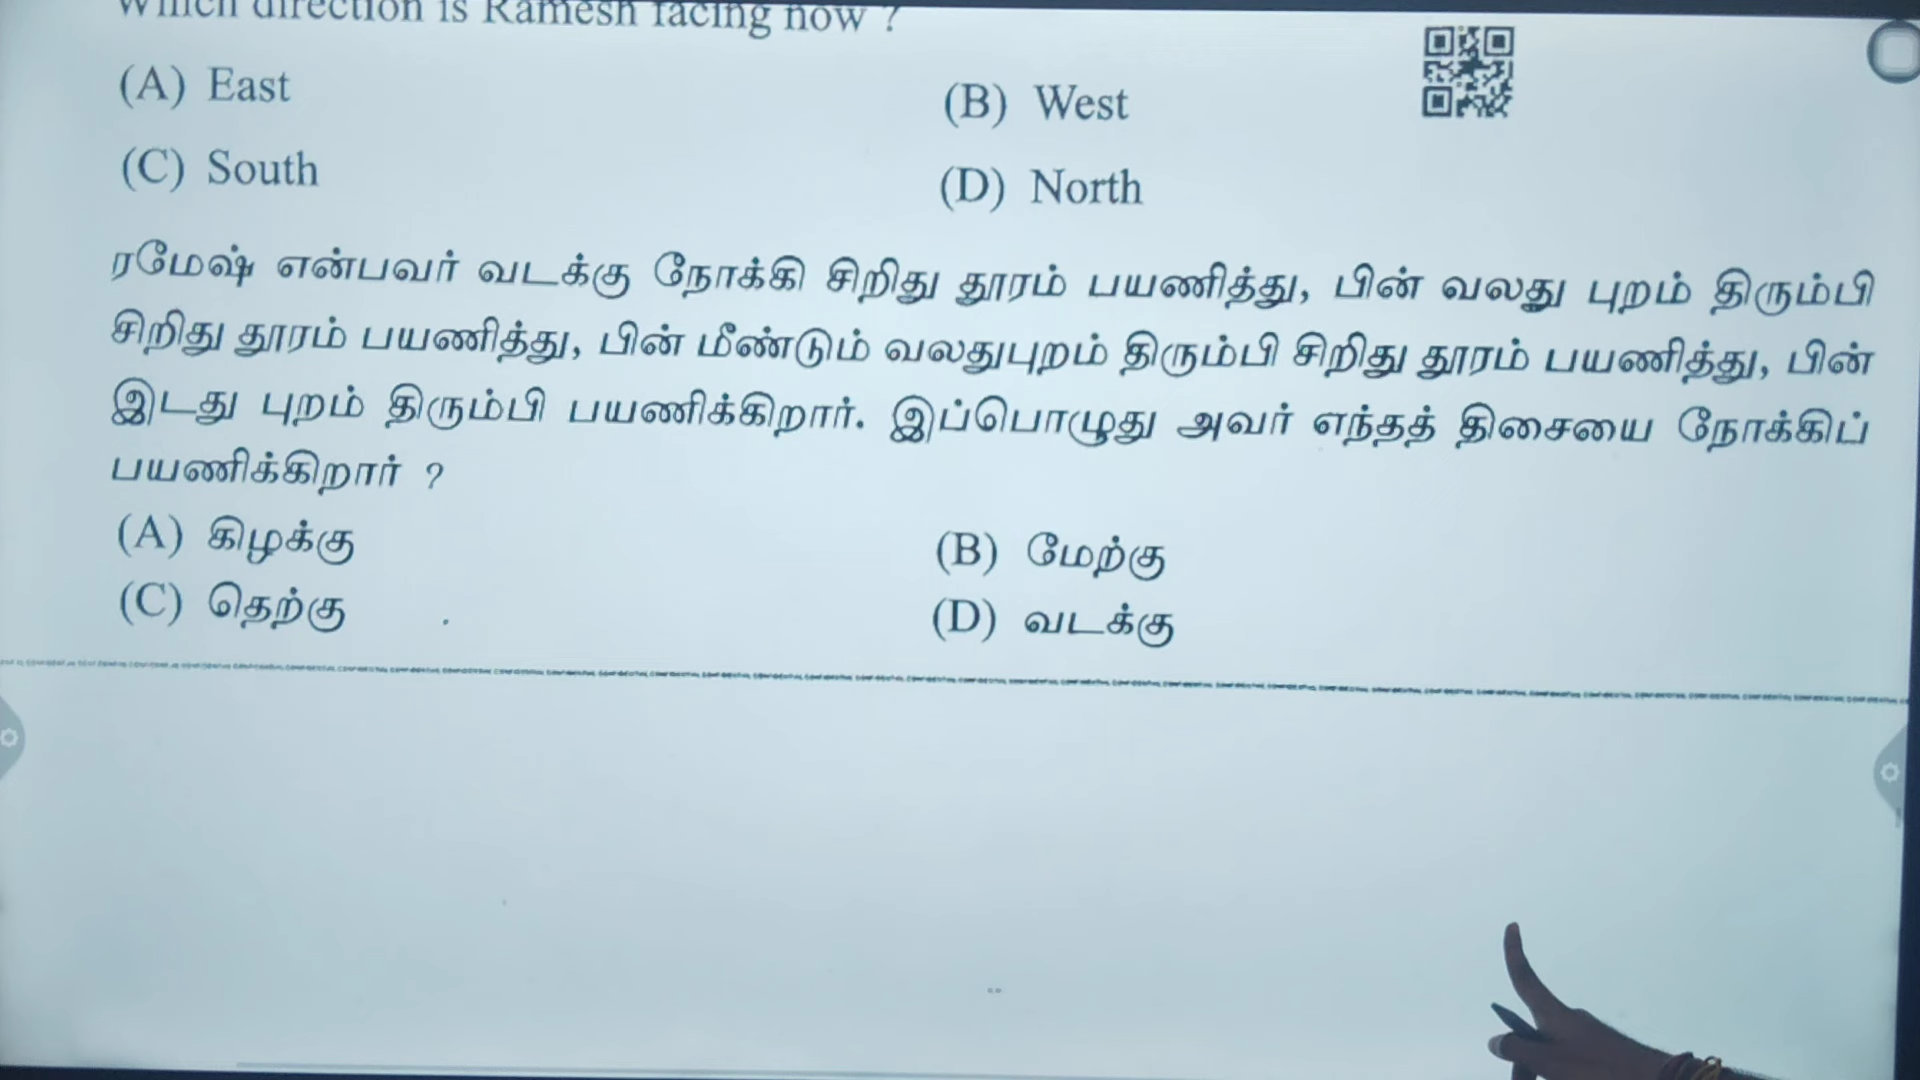 Which direction is Ramesh facing now ?
(A) East
(B) West
(C) South
(D) North
ரமேஷ் என்பவர் வடக்கு நோக்கி சிறிது தூரம் பயணித்து, பின் வலது புறம் திரும்பி
சிறிது தூரம் பயணித்து, பின் மீண்டும் வலதுபுறம் திரும்பி சிறிது தூரம் பயணித்து, பின்
இடது புறம் திரும்பி பயணிக்கிறார். இப்பொழுது அவர் எந்தத் திசையை நோக்கிப்
பயணிக்கிறார் ?
(A) கிழக்கு
(B) மேற்கு
(C) தெற்கு
(D) வடக்கு